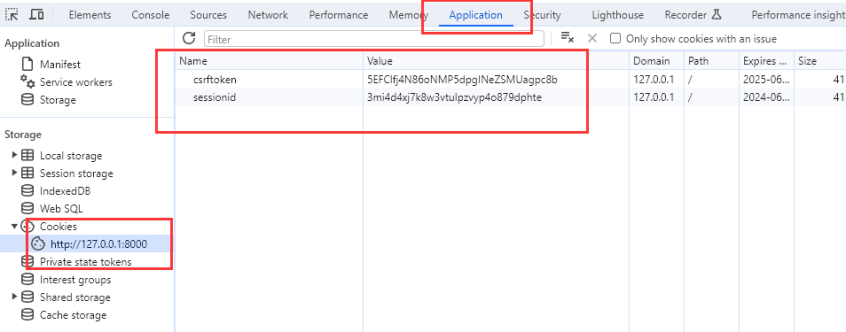 Elements Console Sources Network Performance Memory Application Security Lighthouse Recorder Performance insight
Application
Manifest
Service workers
Storage
Storage
Local storage
Session storage
IndexedDB
Web SQL
Cookies
http://127.0.0.1:8000
Private state tokens
Interest groups
Shared storage
Cache storage
Filter Only show cookies with an issue
Name Value Domain Path Expires ... Size
csrftoken 5EFClfj4N86oNMP5dpglNeZSMUagpc8b 127.0.0.1 / 2025-06... 41
sessionid 3mi4d4xj7k8w3vtulpzvyp4o879dphte 127.0.0.1 / 2024-06... 41